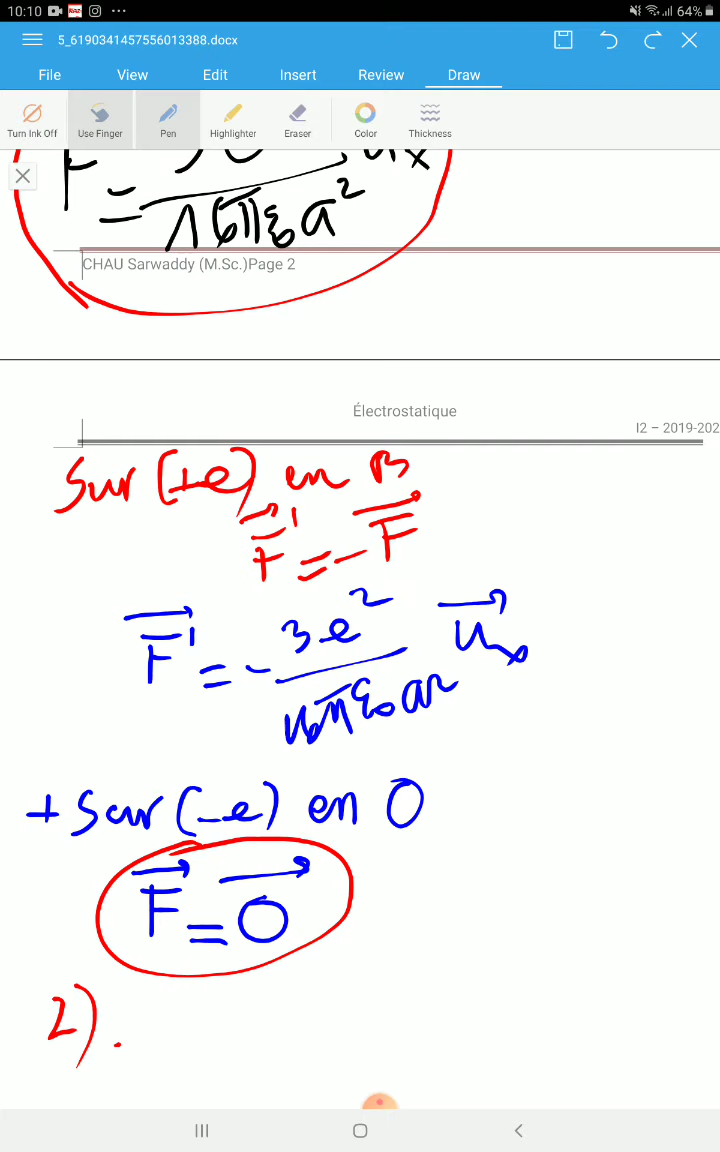 10:10 64%
5_6190341457556013388.docx
File View Edit Insert Review Draw
Turn Ink Off Use Finger Pen Highlighter Eraser Color Thickness
F = 16πε₀a²
CHAU Sarwaddy (M.Sc.)Page 2
Électrostatique
I2 – 2019-202
Sur (+e) en B
F⃗' = -F⃗
F⃗' = - 3e² / 16πε₀a² u⃗x
+ Sur (-e) en O
F⃗ = 0⃗
2).